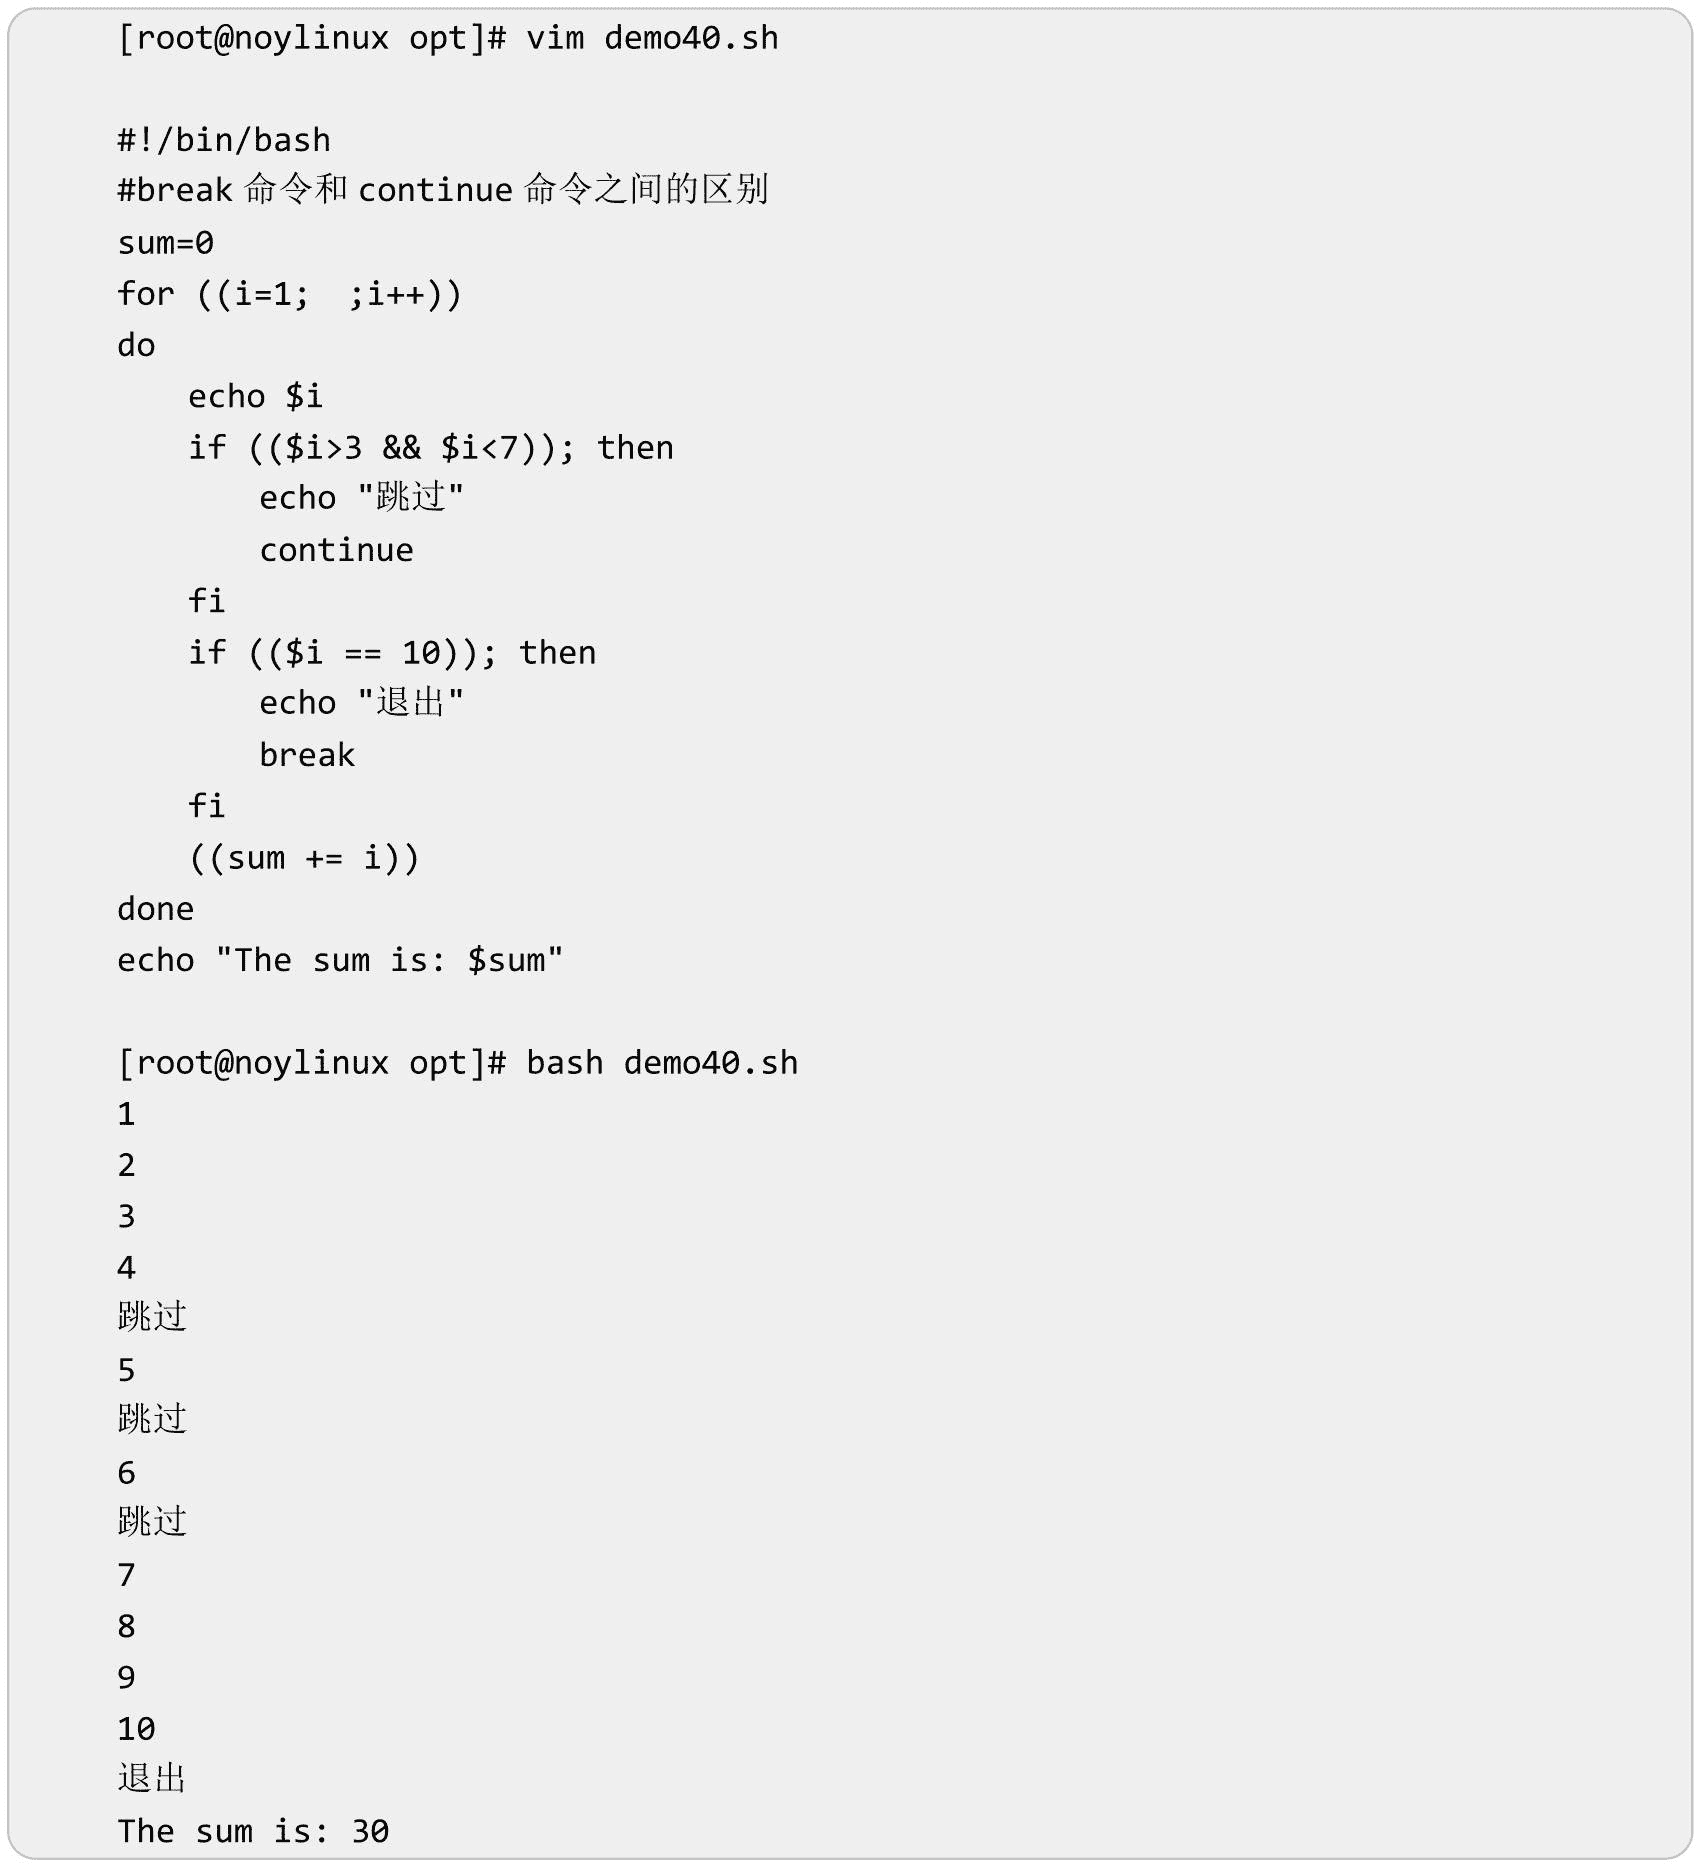 [root@noylinux opt]# vim demo40.sh
#!/bin/bash
#break 命令和 continue 命令之间的区别
sum=0
for ((i=1;  ;i++))
do
    echo $i
    if (($i>3 && $i<7)); then
        echo "跳过"
        continue
    fi
    if (($i == 10)); then
        echo "退出"
        break
    fi
    ((sum += i))
done
echo "The sum is: $sum"
[root@noylinux opt]# bash demo40.sh
1
2
3
4
跳过
5
跳过
6
跳过
7
8
9
10
退出
The sum is: 30